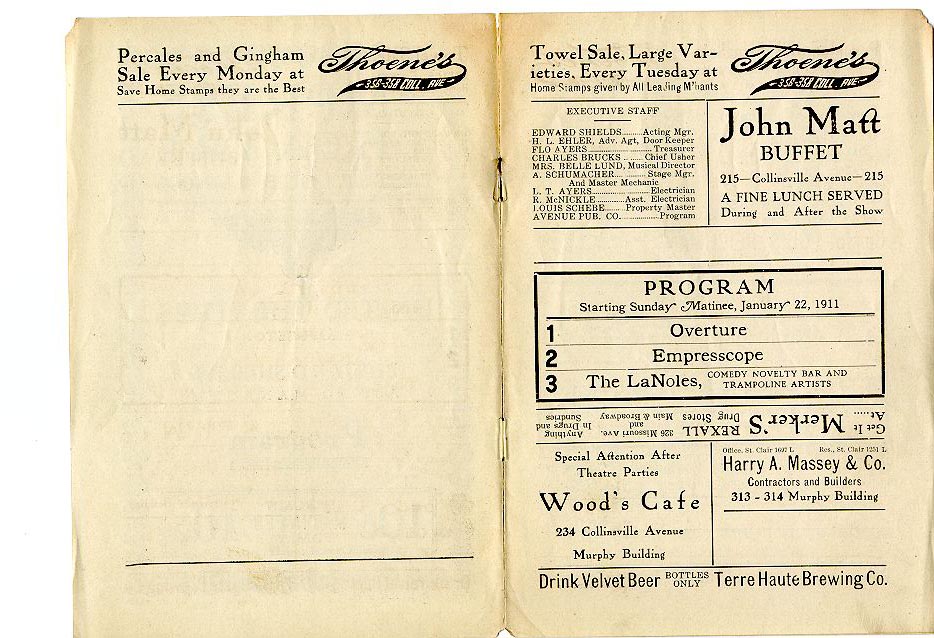 Percales and Gingham
Sale Every Monday at
Save Home Stamps they are the Best
Thoene's
356-358 COLL. AVE
Towel Sale, Large Var-
ieties, Every Tuesday at
Home Stamps given by All Leading M'hants
Thoene's
356-358 COLL. AVE
EXECUTIVE STAFF
EDWARD SHIELDS........Acting Mgr.
H. L. EHLER, Adv. Agt, Door Keeper
FLO AYERS....................Treasurer
CHARLES BRUCKS.......Chief Usher
MRS. BELLE LUND, Musical Director
A. SCHUMACHER............Stage Mgr.
And Master Mechanic
L. T. AYERS....................Electrician
R. McNICKLE............Asst. Electrician
LOUIS SCHEBE......Property Master
AVENUE PUB. CO................Program
John Matt
BUFFET
215—Collinsville Avenue—215
A FINE LUNCH SERVED
During and After the Show
PROGRAM
Starting Sunday Matinee, January 22, 1911
1 Overture
2 Empresscope
3 The LaNoles, COMEDY NOVELTY BAR AND
TRAMPOLINE ARTISTS
Get It
At..... Merker's REXALL Drug Stores
326 Missouri Ave. and Main & Broadway
Anything
In Drugs and
Sundries
Special Attention After
Theatre Parties
Wood's Cafe
234 Collinsville Avenue
Murphy Building
Office, St. Clair 1697 L Res., St. Clair 1251 L
Harry A. Massey & Co.
Contractors and Builders
313 - 314 Murphy Building
Drink Velvet Beer BOTTLES ONLY Terre Haute Brewing Co.